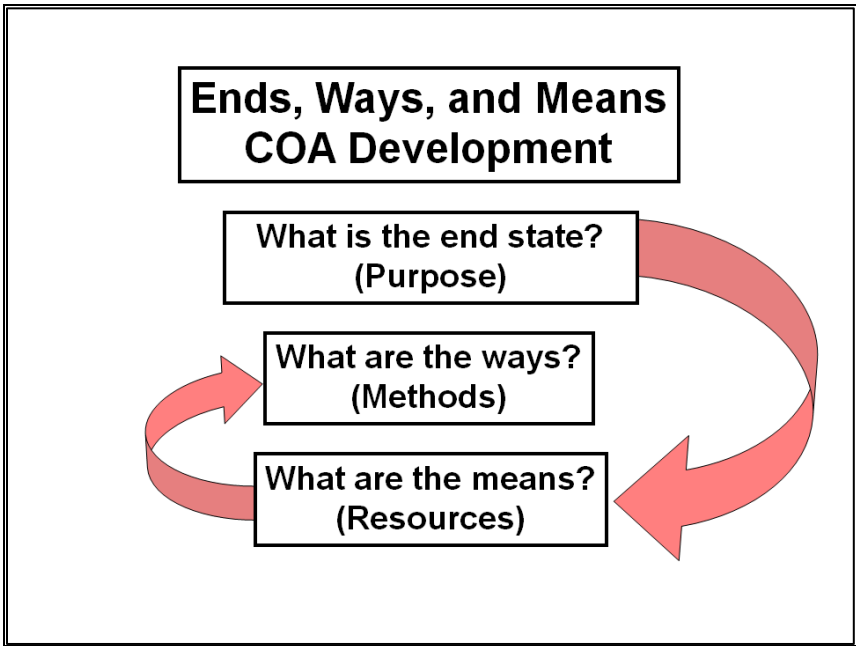 Ends, Ways, and Means
COA Development
What is the end state?
(Purpose)
What are the ways?
(Methods)
What are the means?
(Resources)